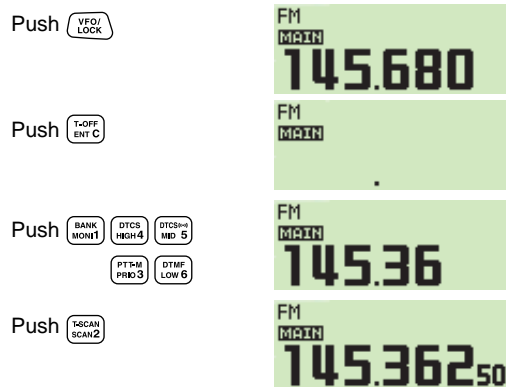 Push VFO/ LOCK
FM
MAIN
145.680
Push T-OFF ENT C
FM
MAIN
.
Push BANK MONI 1 DTCS HIGH 4 DTCS((•)) MID 5
PTT-M PRIO 3 DTMF LOW 6
FM
MAIN
145.36
Push T-SCAN SCAN 2
FM
MAIN
145.362 50